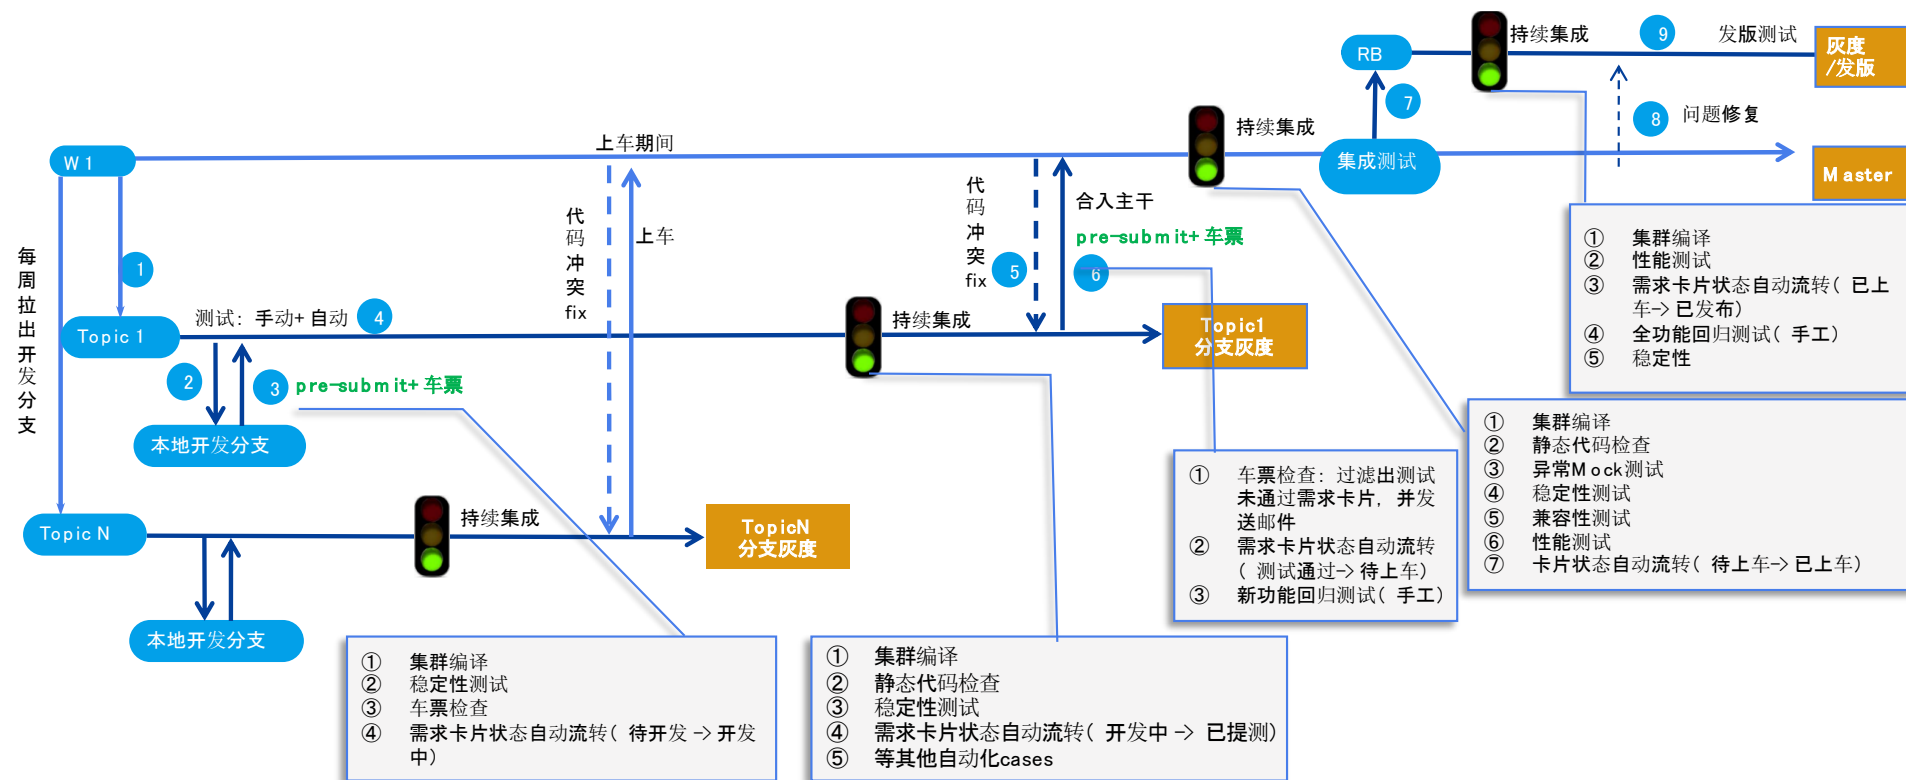 RB
7
持续集成
9
发版测试
灰度
/发版
8
问题修复
W1
上车期间
持续集成
集成测试
Master
每周拉出开发分支
1
代码冲突fix
上车
代码冲突fix
5
合入主干
pre-submit+车票
6
Topic 1
测试：手动+自动
4
持续集成
Topic1
分支灰度
2
3
pre-submit+车票
本地开发分支
Topic N
持续集成
TopicN
分支灰度
本地开发分支
① 集群编译
② 稳定性测试
③ 车票检查
④ 需求卡片状态自动流转（待开发->开发
中）
① 集群编译
② 静态代码检查
③ 稳定性测试
④ 需求卡片状态自动流转（开发中->已提测）
⑤ 等其他自动化cases
① 车票检查：过滤出测试
未通过需求卡片，并发
送邮件
② 需求卡片状态自动流转
（测试通过->待上车）
③ 新功能回归测试（手工）
① 集群编译
② 静态代码检查
③ 异常Mock测试
④ 稳定性测试
⑤ 兼容性测试
⑥ 性能测试
⑦ 卡片状态自动流转（待上车->已上车）
① 集群编译
② 性能测试
③ 需求卡片状态自动流转（已上
车->已发布）
④ 全功能回归测试（手工）
⑤ 稳定性